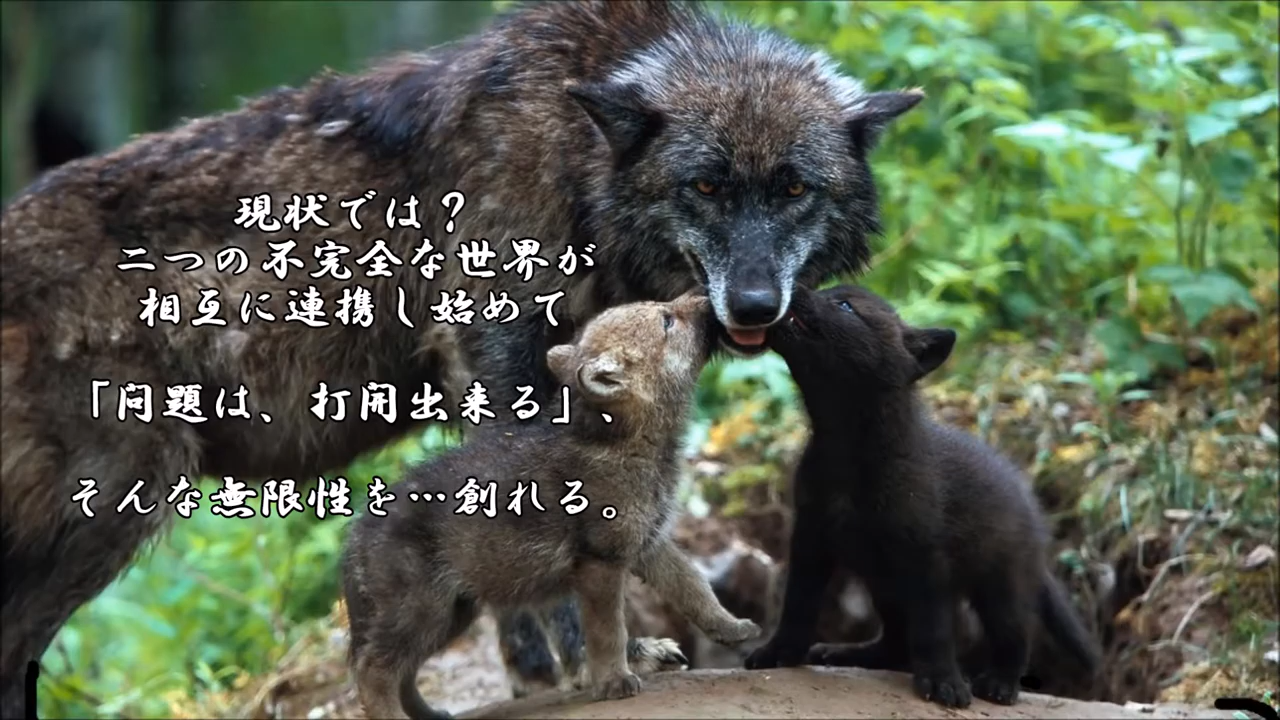 現状では？
二つの不完全な世界が
相互に連携し始めて
「問題は、打開出来る」、
そんな無限性を…創れる。